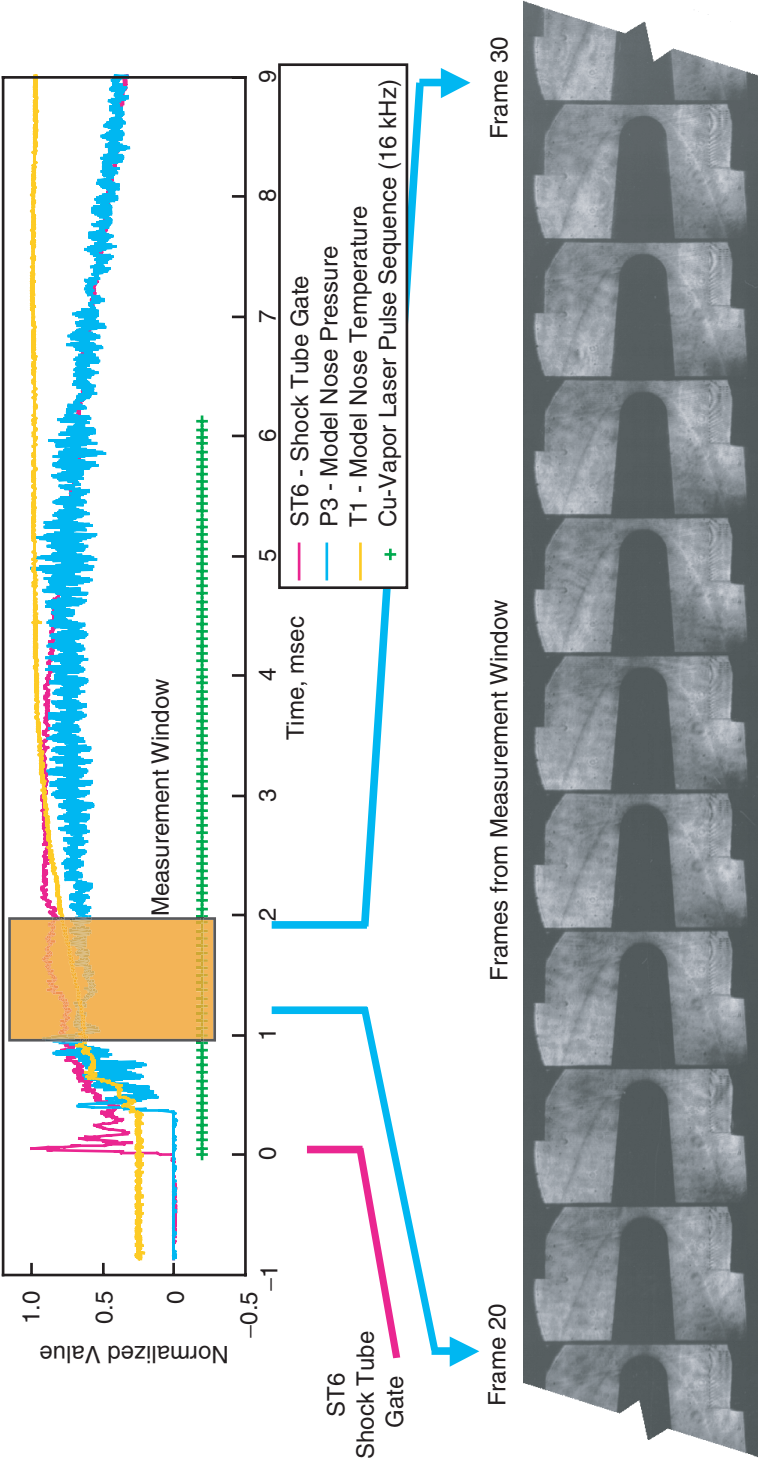 Normalized Value
1.0
0.5
0
–0.5
–1
0
1
2
3
4
5
6
7
8
9
Time, msec
Measurement Window
ST6 - Shock Tube Gate
P3 - Model Nose Pressure
T1 - Model Nose Temperature
Cu-Vapor Laser Pulse Sequence (16 kHz)
ST6
Shock Tube
Gate
Frame 20
Frames from Measurement Window
Frame 30